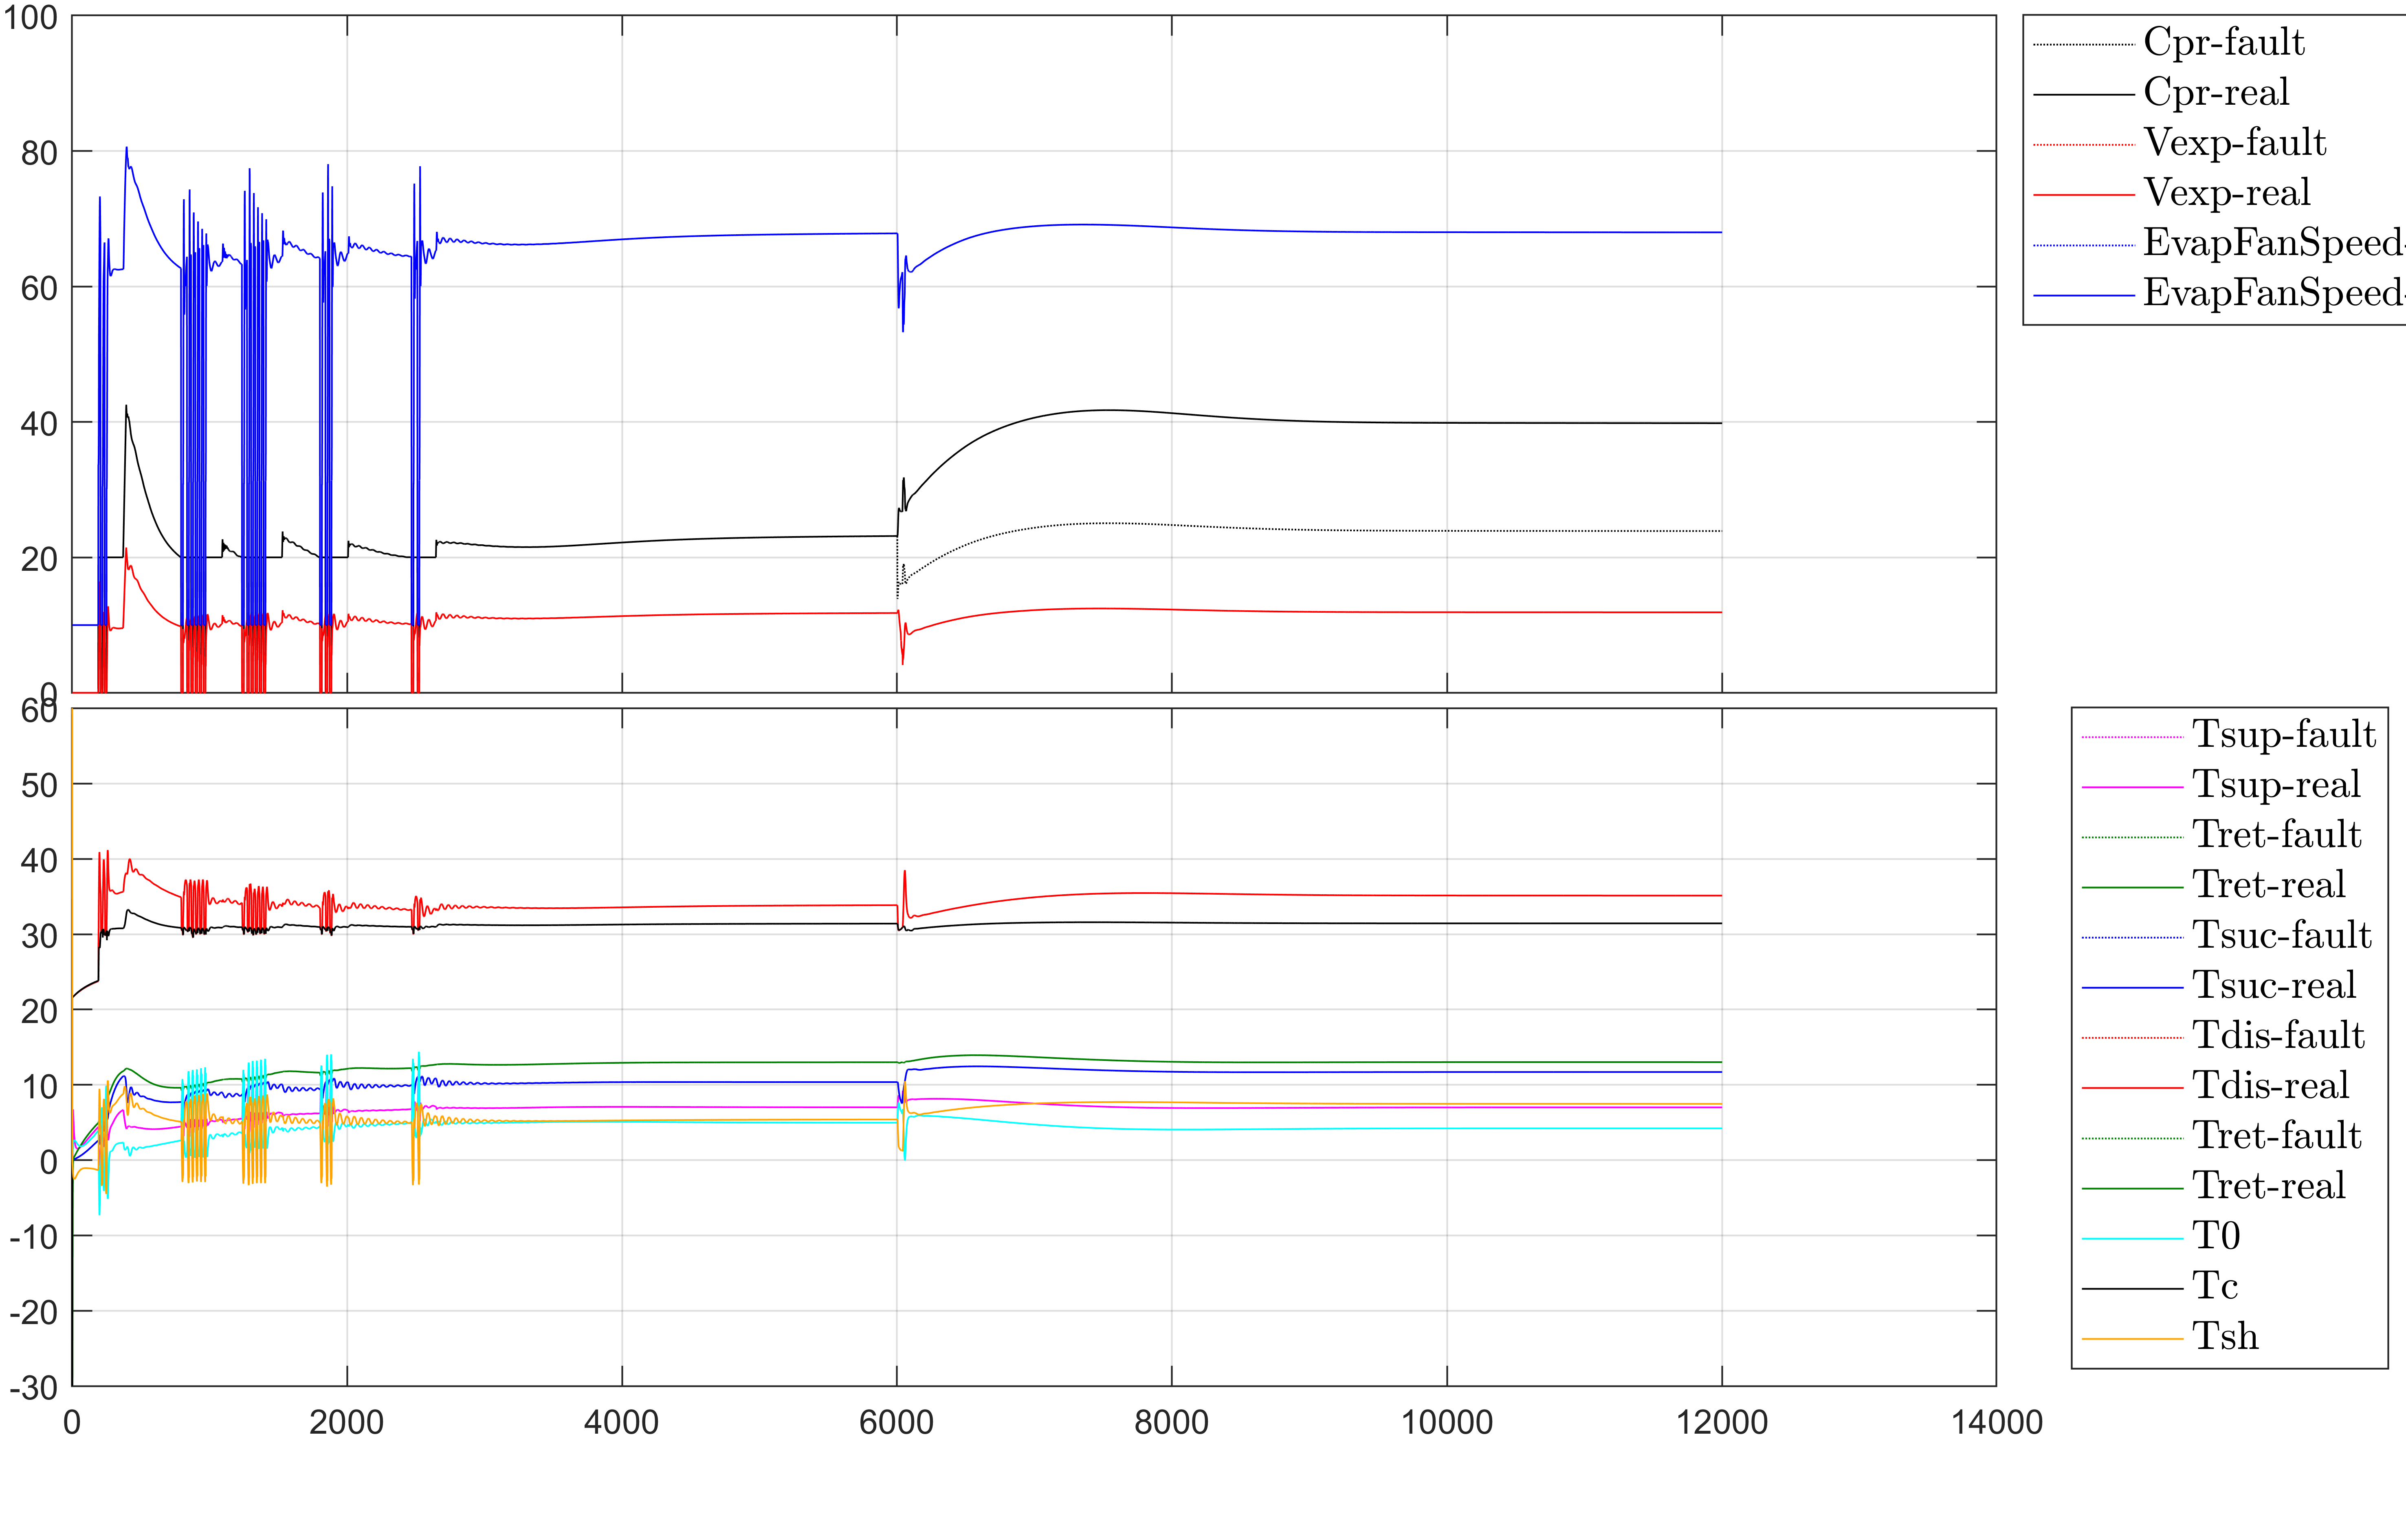 100
80
60
40
20
0
Cpr-fault
Cpr-real
Vexp-fault
Vexp-real
EvapFanSpeed-
EvapFanSpeed-
60
50
40
30
20
10
0
-10
-20
-30
0 2000 4000 6000 8000 10000 12000 14000
Tsup-fault
Tsup-real
Tret-fault
Tret-real
Tsuc-fault
Tsuc-real
Tdis-fault
Tdis-real
Tret-fault
Tret-real
T0
Tc
Tsh